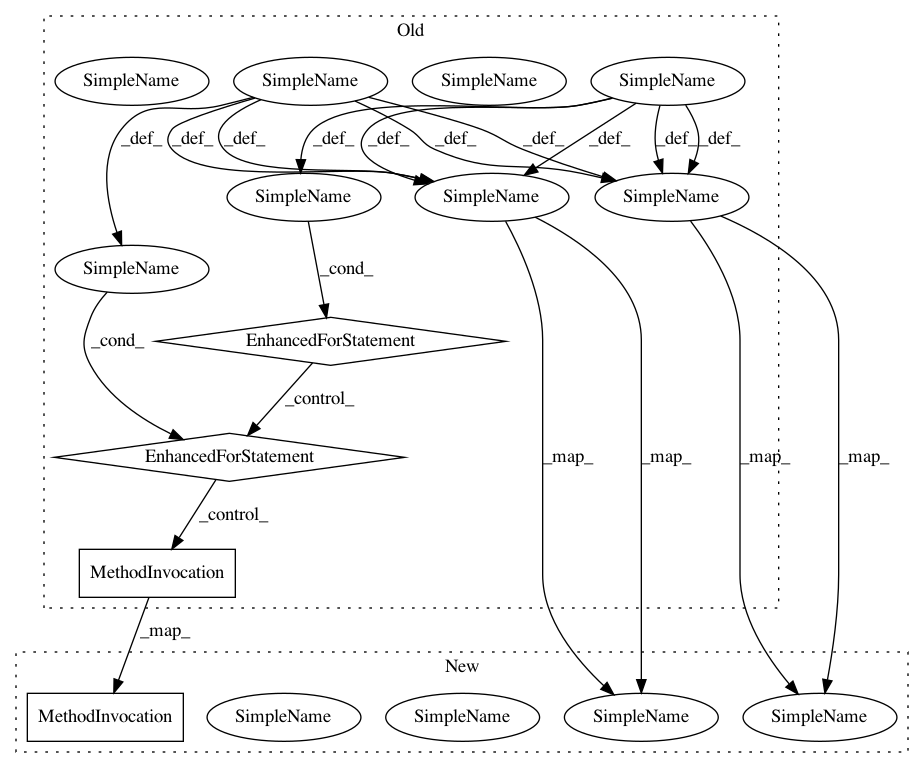 Old
SimpleName
SimpleName
SimpleName
SimpleName
_def_
_def_
_def_
_def_
_def_
_def_
_def_
_def_
_def_
_def_
SimpleName
SimpleName
SimpleName
SimpleName
_cond_
_cond_
EnhancedForStatement
_control_
EnhancedForStatement
_map_
_map_
_map_
_map_
_control_
MethodInvocation
_map_
New
MethodInvocation
SimpleName
SimpleName
SimpleName
SimpleName